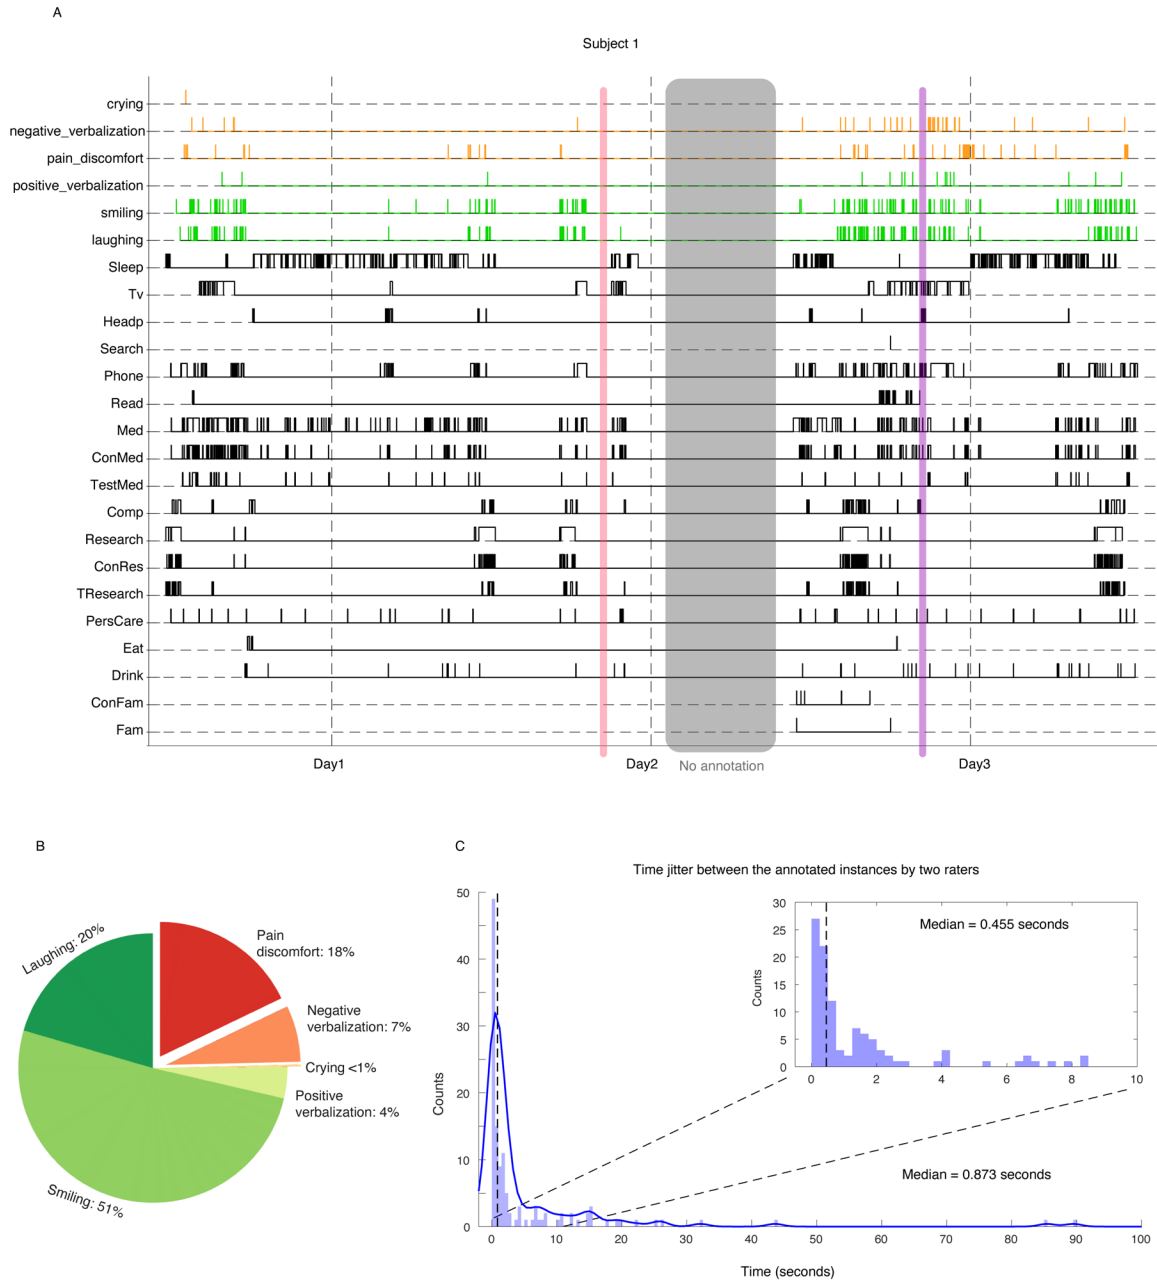 A
Subject 1
crying
negative_verbalization
pain_discomfort
positive_verbalization
smiling
laughing
Sleep
Tv
Headp
Search
Phone
Read
Med
ConMed
TestMed
Comp
Research
ConRes
TResearch
PersCare
Eat
Drink
ConFam
Fam
Day1
Day2
No annotation
Day3
B
Laughing: 20%
Pain
discomfort: 18%
Negative
verbalization: 7%
Crying <1%
Positive
verbalization: 4%
Smiling: 51%
C
Time jitter between the annotated instances by two raters
50
40
30
20
10
0
Counts
0 10 20 30 40 50 60 70 80 90 100
Time (seconds)
Median = 0.873 seconds
30
25
20
15
10
5
0
Counts
0 2 4 6 8 10
Median = 0.455 seconds